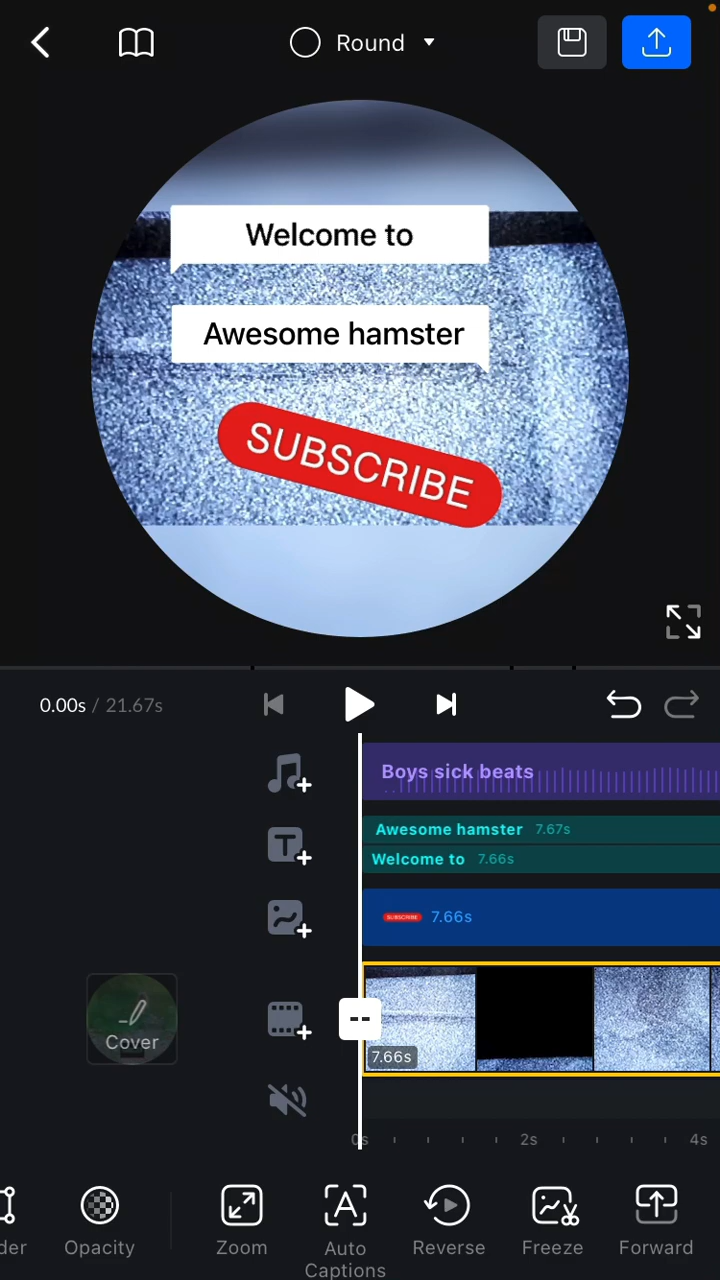 Round
Welcome to
Awesome hamster
SUBSCRIBE
0.00s / 21.67s
Boys sick beats
Awesome hamster 7.67s
Welcome to 7.66s
SUBSCRIBE 7.66s
Cover
7.66s
0s 2s 4s
der Opacity Zoom Auto Captions Reverse Freeze Forward